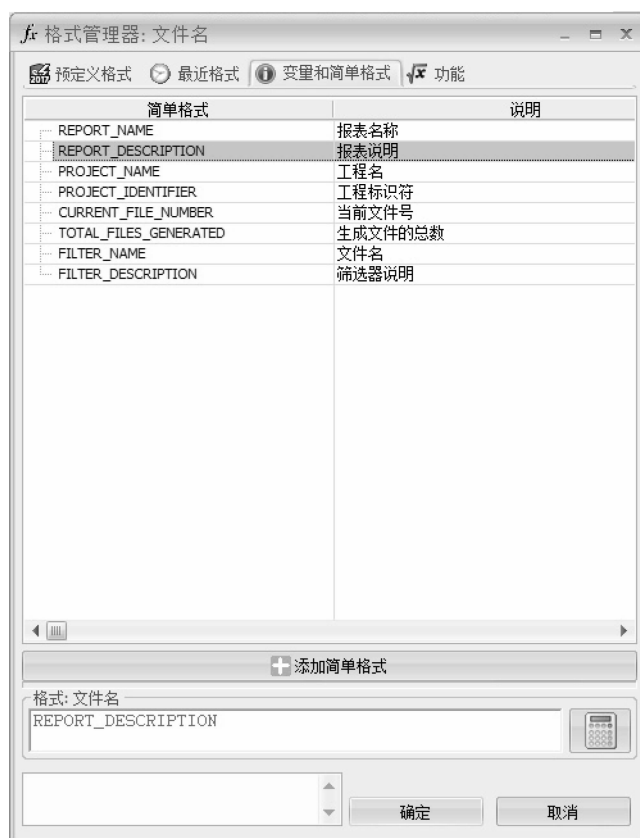 fx 格式管理器: 文件名
预定义格式 最近格式 变量和简单格式 √x 功能
简单格式 说明
REPORT_NAME 报表名称
REPORT_DESCRIPTION 报表说明
PROJECT_NAME 工程名
PROJECT_IDENTIFIER 工程标识符
CURRENT_FILE_NUMBER 当前文件号
TOTAL_FILES_GENERATED 生成文件的总数
FILTER_NAME 文件名
FILTER_DESCRIPTION 筛选器说明
添加简单格式
格式: 文件名
REPORT_DESCRIPTION
确定 取消